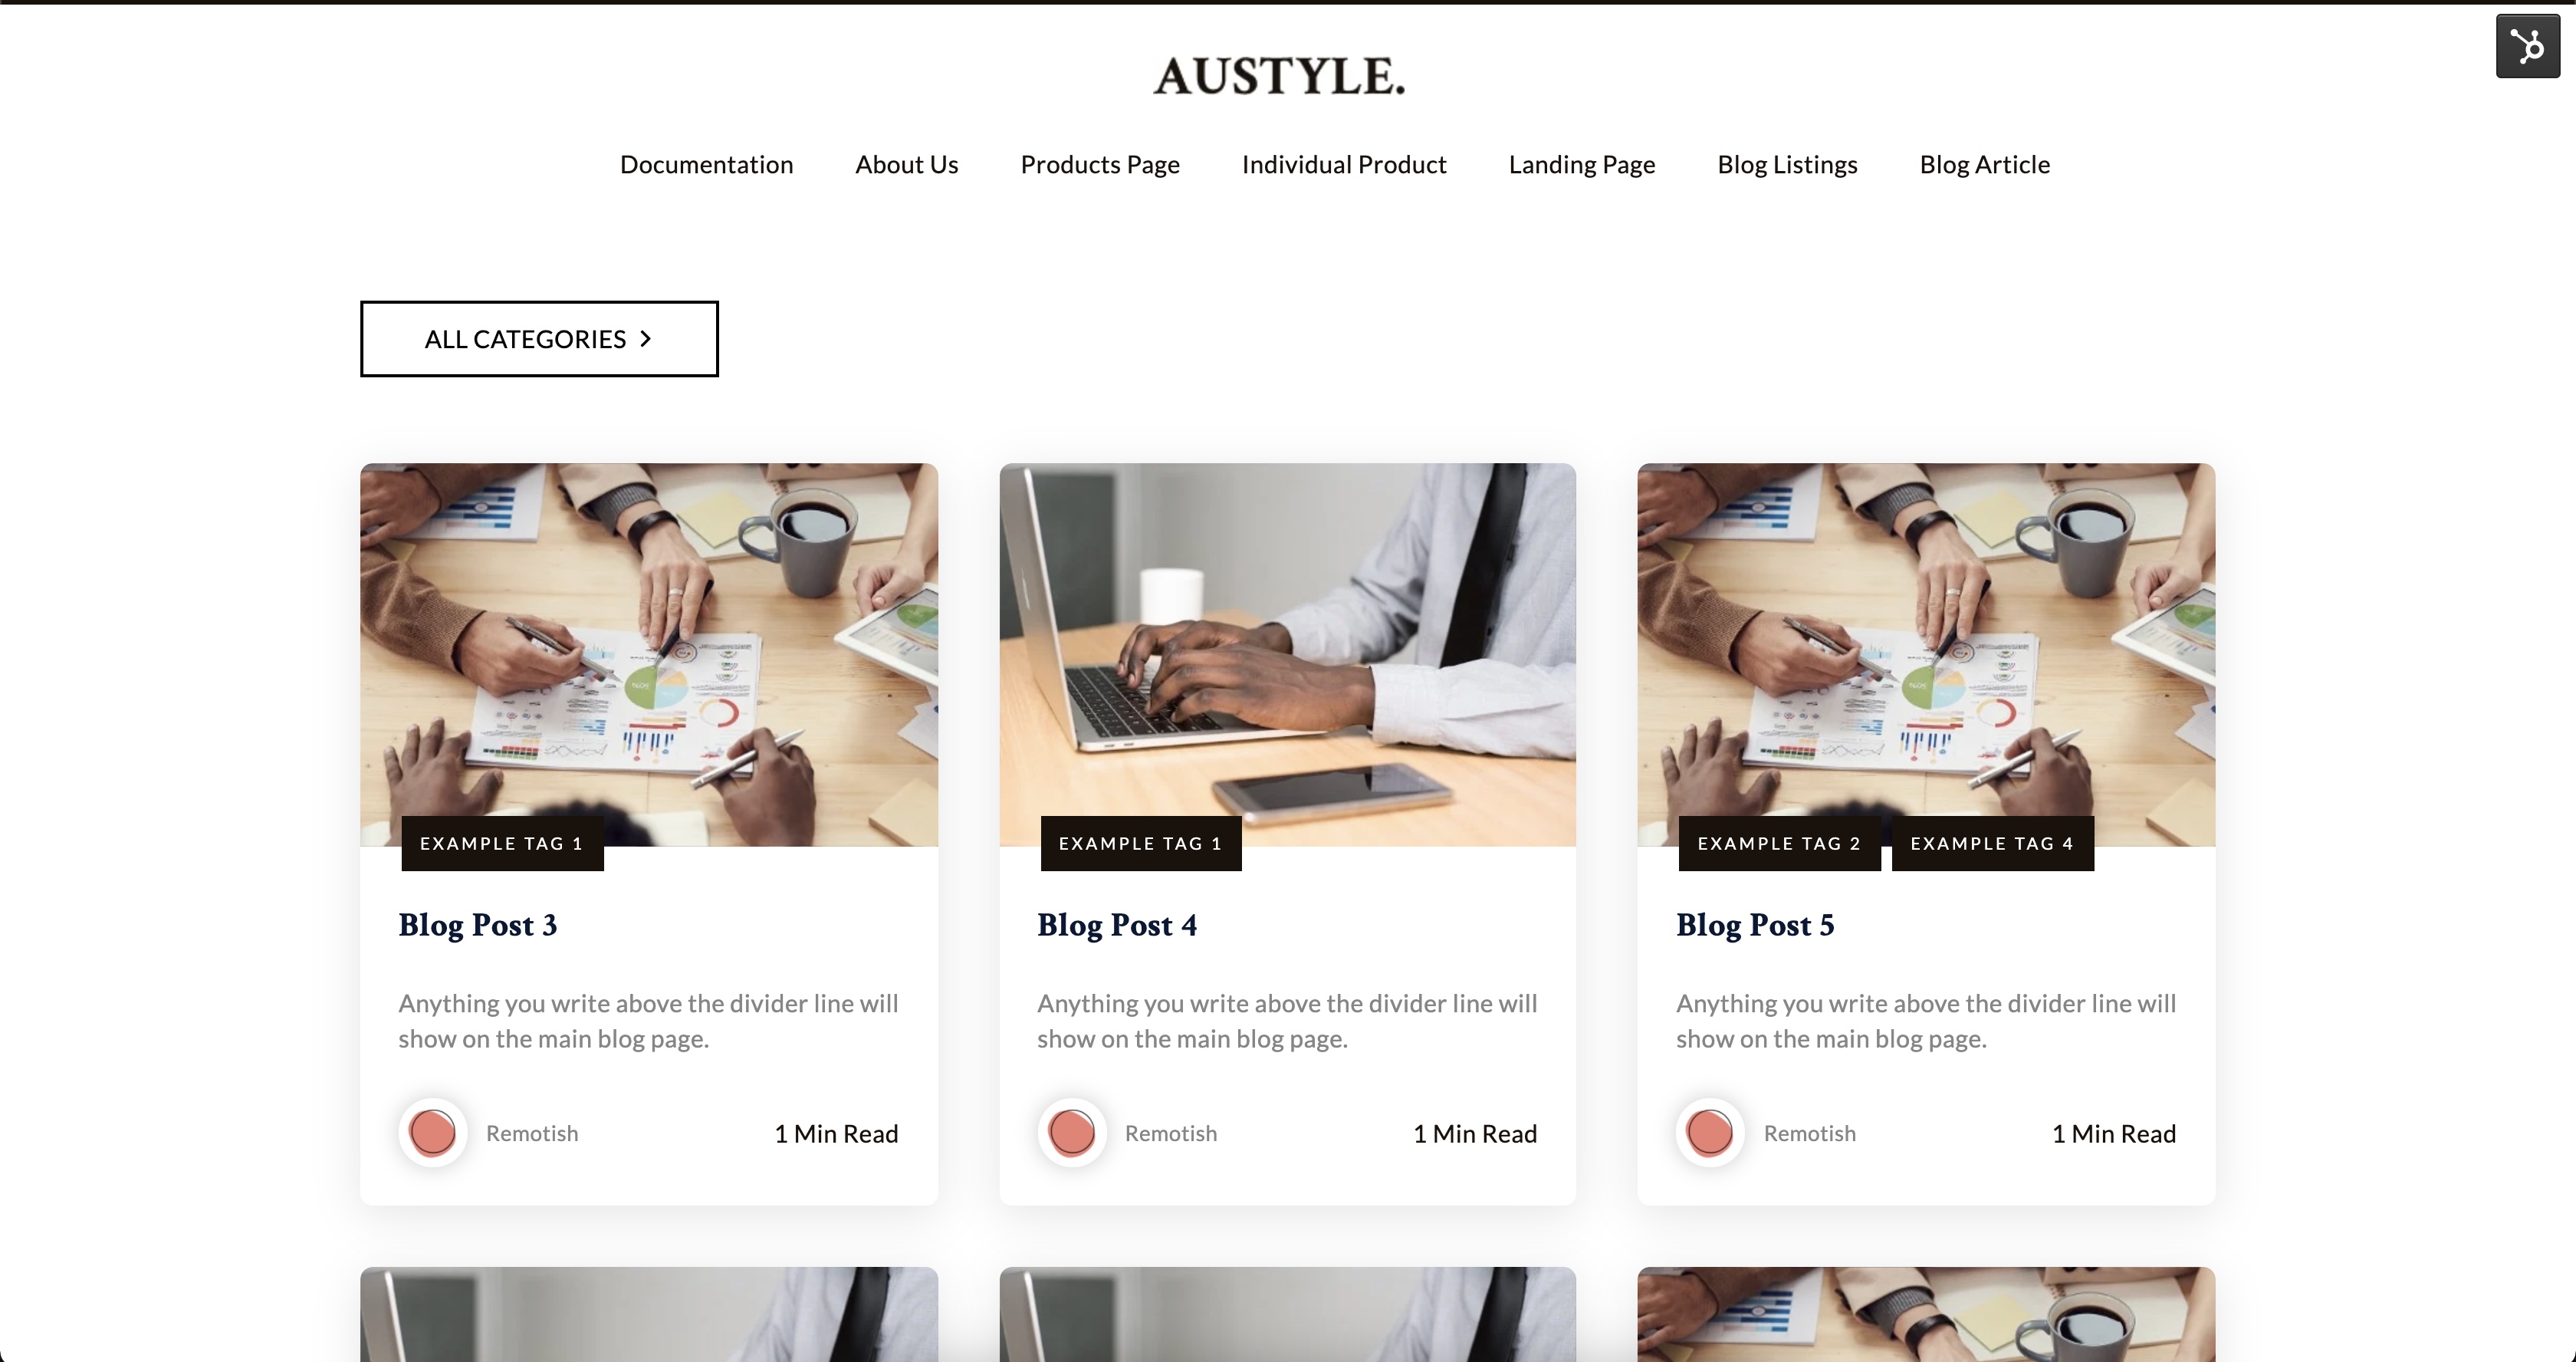 AUSTYLE.
Documentation About Us Products Page Individual Product Landing Page Blog Listings Blog Article
ALL CATEGORIES
EXAMPLE TAG 1
Blog Post 3
Anything you write above the divider line will
show on the main blog page.
Remotish 1 Min Read
EXAMPLE TAG 1
Blog Post 4
Anything you write above the divider line will
show on the main blog page.
Remotish 1 Min Read
EXAMPLE TAG 2 EXAMPLE TAG 4
Blog Post 5
Anything you write above the divider line will
show on the main blog page.
Remotish 1 Min Read